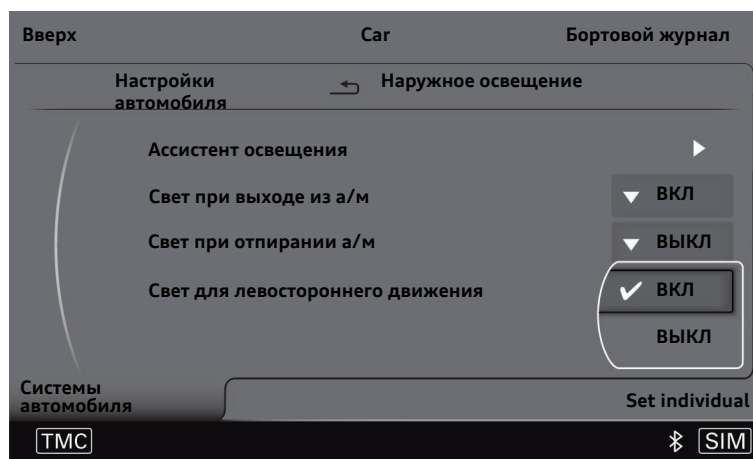 Вверх Car Бортовой журнал
Настройки Наружное освещение
автомобиля
Ассистент освещения
Свет при выходе из а/м ВКЛ
Свет при отпирании а/м ВЫКЛ
Свет для левостороннего движения ВКЛ
ВЫКЛ
Системы
автомобиля Set individual
TMC SIM